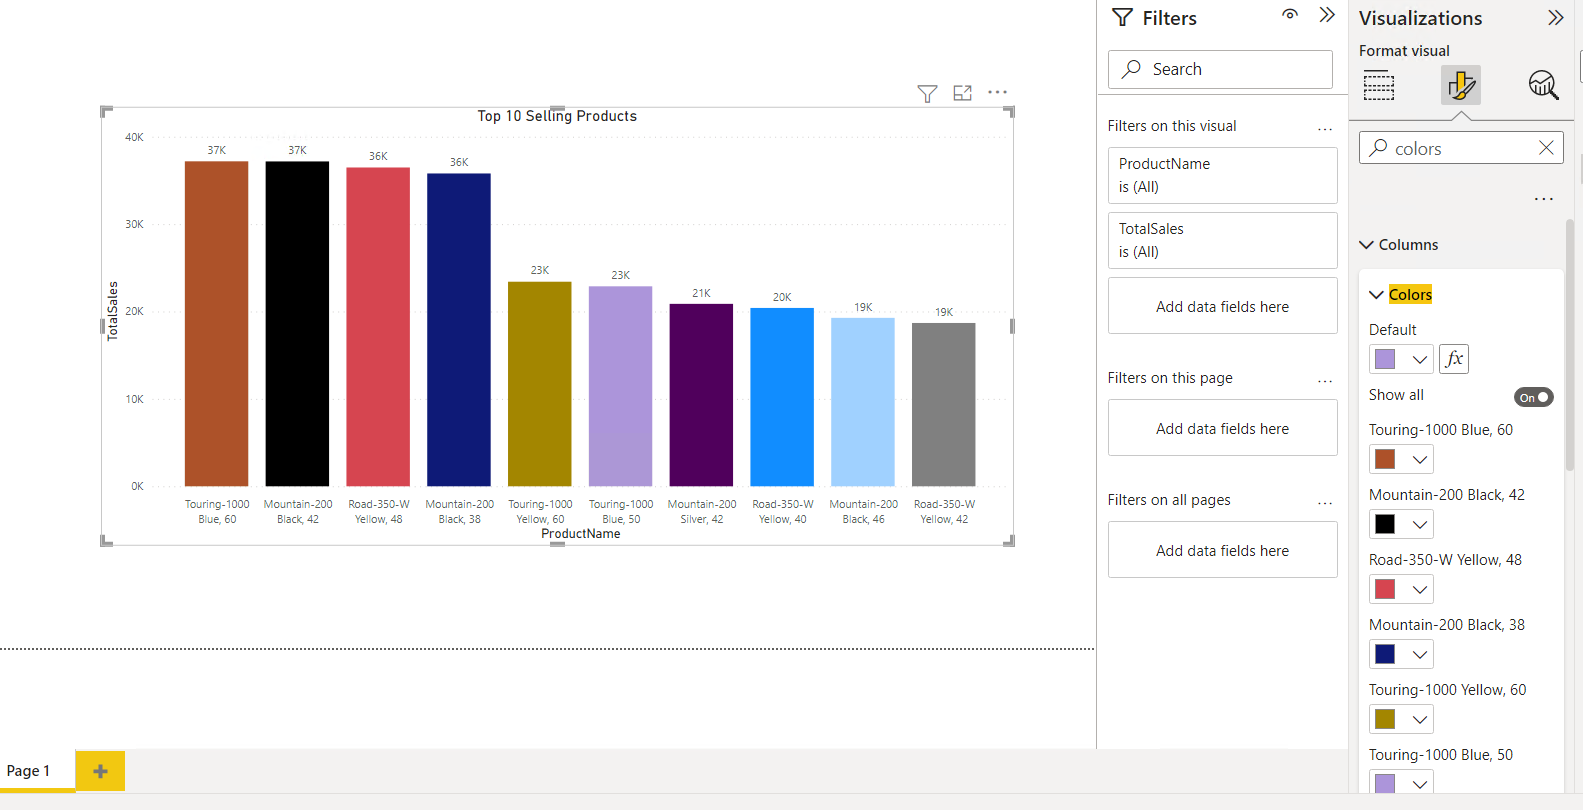 Top 10 Selling Products
TotalSales
40K
30K
20K
10K
0K
37K
37K
36K
36K
23K
23K
21K
20K
19K
19K
Touring-1000
Blue, 60
Mountain-200
Black, 42
Road-350-W
Yellow, 48
Mountain-200
Black, 38
Touring-1000
Yellow, 60
Touring-1000
Blue, 50
Mountain-200
Silver, 42
Road-350-W
Yellow, 40
Mountain-200
Black, 46
Road-350-W
Yellow, 42
ProductName
Page 1
Filters
Search
Filters on this visual
ProductName
is (All)
TotalSales
is (All)
Add data fields here
Filters on this page
Add data fields here
Filters on all pages
Add data fields here
Visualizations
Format visual
colors
Columns
Colors
Default
fx
Show all
On
Touring-1000 Blue, 60
Mountain-200 Black, 42
Road-350-W Yellow, 48
Mountain-200 Black, 38
Touring-1000 Yellow, 60
Touring-1000 Blue, 50